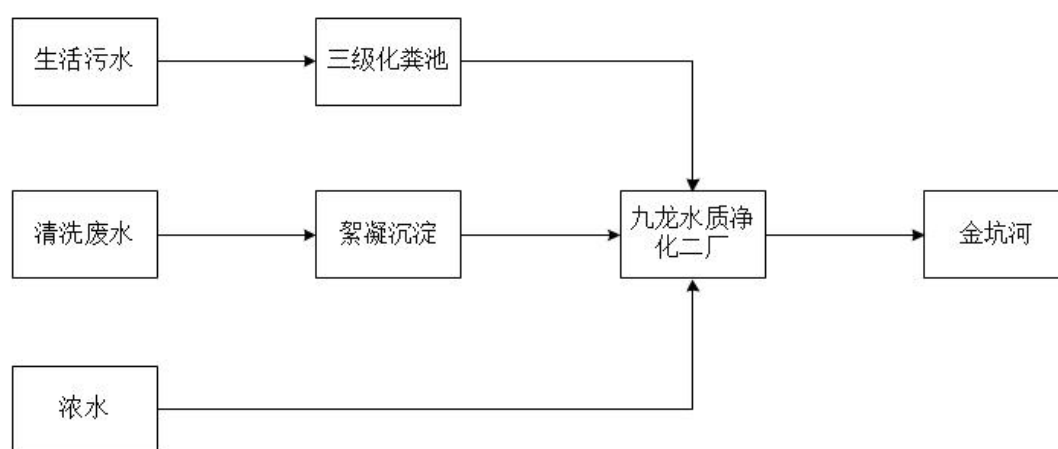 生活污水
三级化粪池
清洗废水
絮凝沉淀
九龙水质净
化二厂
金坑河
浓水